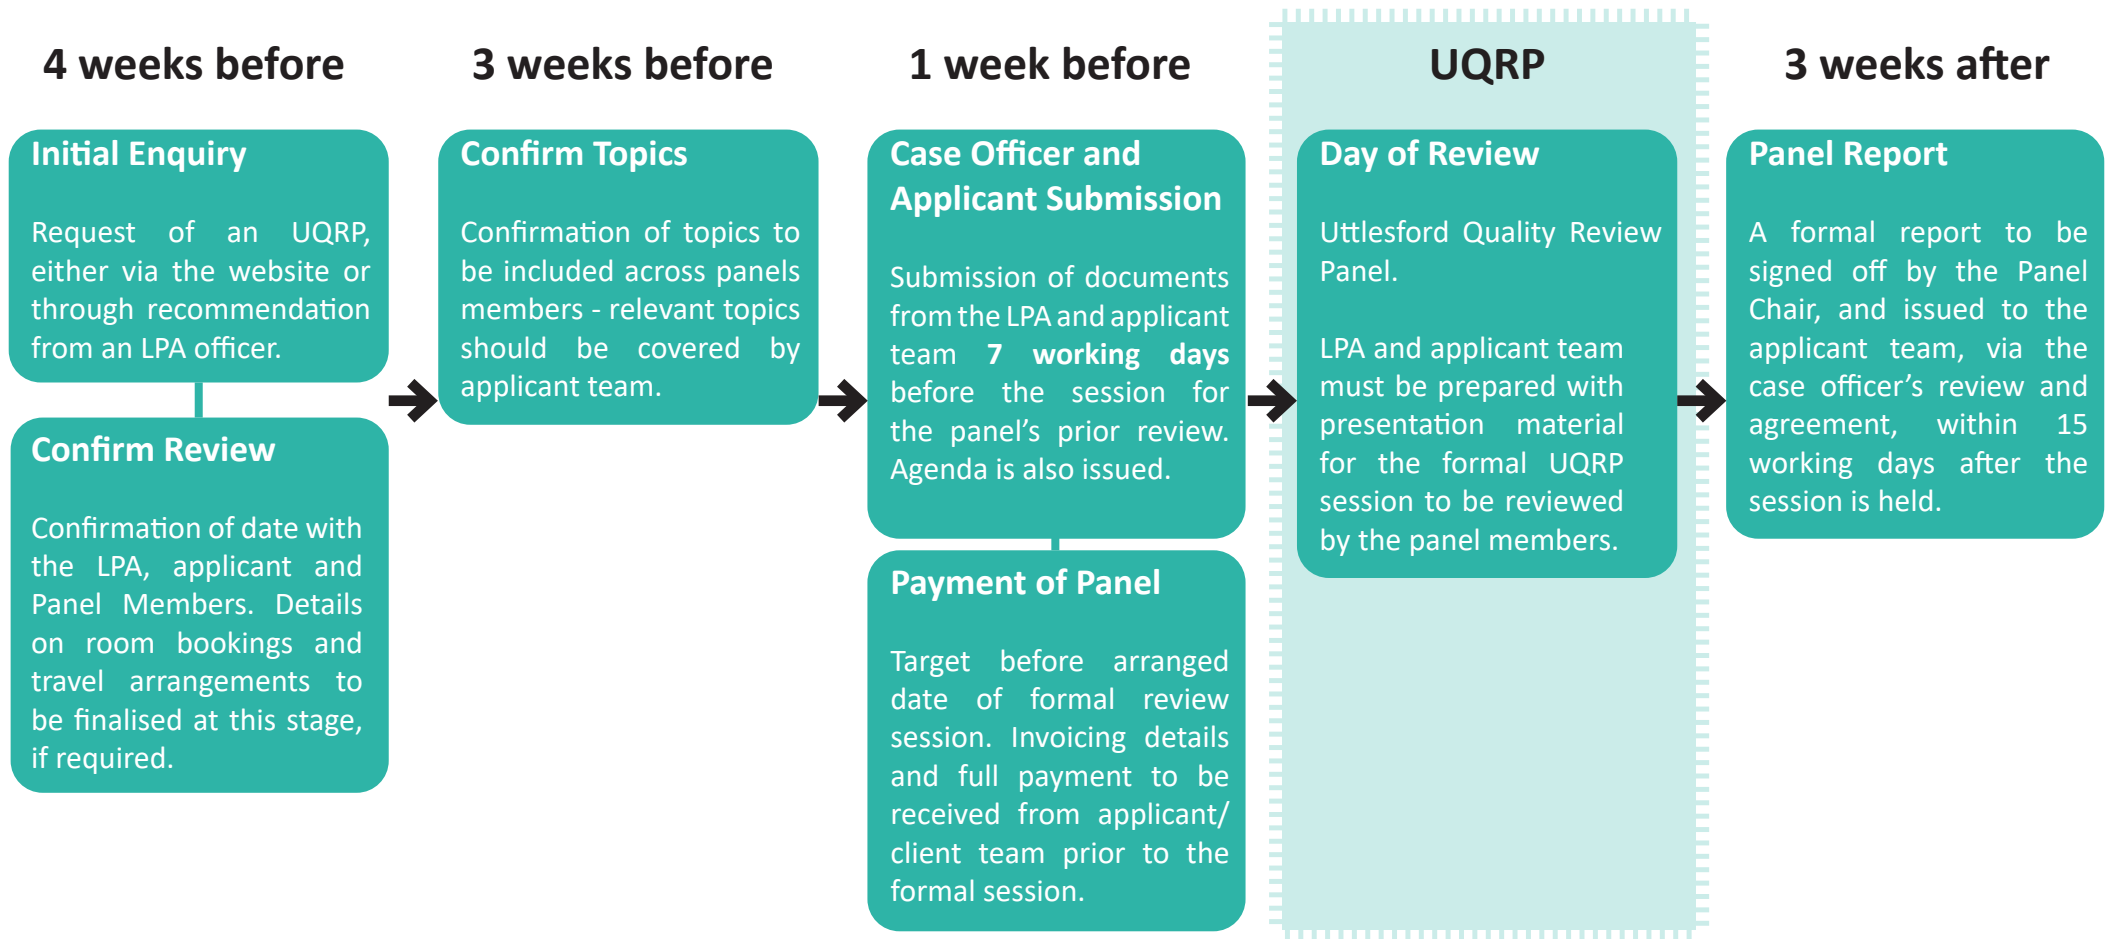 4 weeks before
Initial Enquiry
Request of an UQRP,
either via the website or
through recommendation
from an LPA officer.
Confirm Review
Confirmation of date with
the LPA, applicant and
Panel Members. Details
on room bookings and
travel arrangements to
be finalised at this stage,
if required.
3 weeks before
Confirm Topics
Confirmation of topics to
be included across panels
members - relevant topics
should be covered by
applicant team.
1 week before
Case Officer and
Applicant Submission
Submission of documents
from the LPA and applicant
team 7 working days
before the session for
the panel's prior review.
Agenda is also issued.
Payment of Panel
Target before arranged
date of formal review
session. Invoicing details
and full payment to be
received from applicant/
client team prior to the
formal session.
UQRP
Day of Review
Uttlesford Quality Review
Panel.
LPA and applicant team
must be prepared with
presentation material
for the formal UQRP
session to be reviewed
by the panel members.
3 weeks after
Panel Report
A formal report to be
signed off by the Panel
Chair, and issued to the
applicant team, via the
case officer's review and
agreement, within 15
working days after the
session is held.